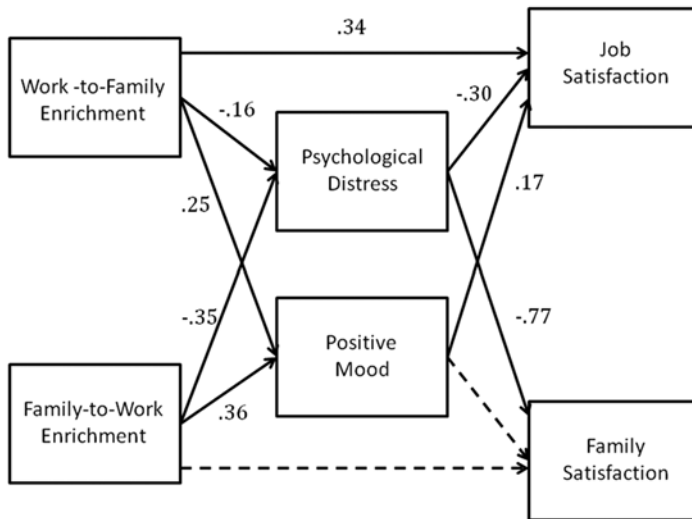 .34
Job
Satisfaction
Work -to-Family
Enrichment
-.16
-.30
Psychological
Distress
.25
.17
-.35
-.77
Positive
Mood
Family-to-Work
Enrichment
.36
Family
Satisfaction